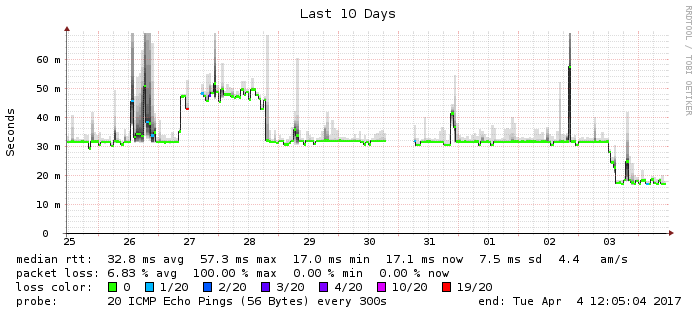 Last 10 Days
RRDTOOL / TOBI OETIKER
Seconds
60 m
50 m
40 m
30 m
20 m
10 m
0
25 26 27 28 29 30 31 01 02 03
median rtt: 32.8 ms avg 57.3 ms max 17.0 ms min 17.1 ms now 7.5 ms sd 4.4 am/s
packet loss: 6.83 % avg 100.00 % max 0.00 % min 0.00 % now
loss color: 0 1/20 2/20 3/20 4/20 10/20 19/20
probe: 20 ICMP Echo Pings (56 Bytes) every 300s end: Tue Apr 4 12:05:04 2017